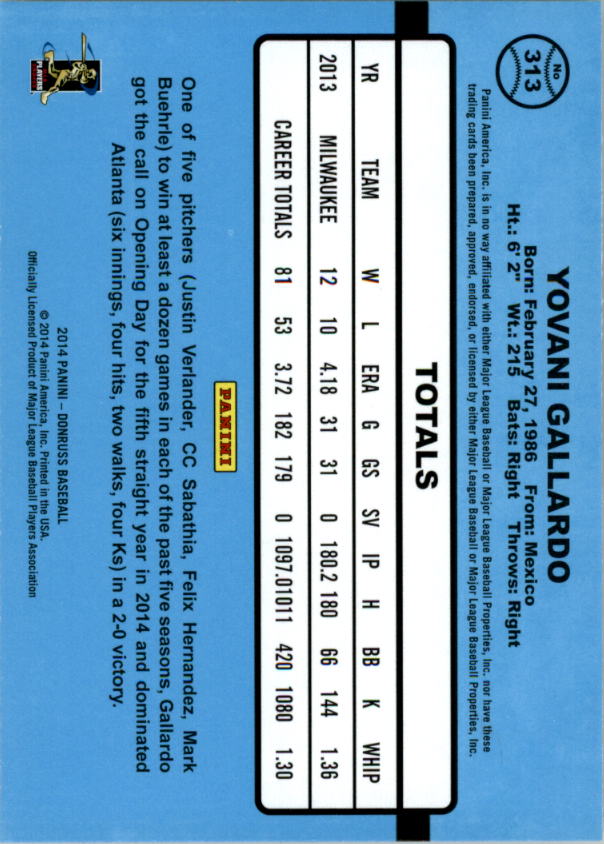 No
313
YOVANI GALLARDO
Born: February 27, 1986 From: Mexico
Ht.: 6' 2" Wt.: 215 Bats: Right Throws: Right
Panini America, Inc. is in no way affiliated with either Major League Baseball or Major League Baseball Properties, Inc. nor have these
trading cards been prepared, approved, endorsed, or licensed by either Major League Baseball or Major League Baseball Properties, Inc.
TOTALS
YR TEAM W L ERA G GS SV IP H BB K WHIP
2013 MILWAUKEE 12 10 4.18 31 31 0 180.2 180 66 144 1.36
CAREER TOTALS 81 53 3.72 182 179 0 1097.0 1011 420 1080 1.30
PANINI
One of five pitchers (Justin Verlander, CC Sabathia, Felix Hernandez, Mark
Buehrle) to win at least a dozen games in each of the past five seasons, Gallardo
got the call on Opening Day for the fifth straight year in 2014 and dominated
Atlanta (six innings, four hits, two walks, four Ks) in a 2-0 victory.
PLAYERS
2014 PANINI – DONRUSS BASEBALL
© 2014 Panini America, Inc. Printed in the USA.
Officially Licensed Product of Major League Baseball Players Association